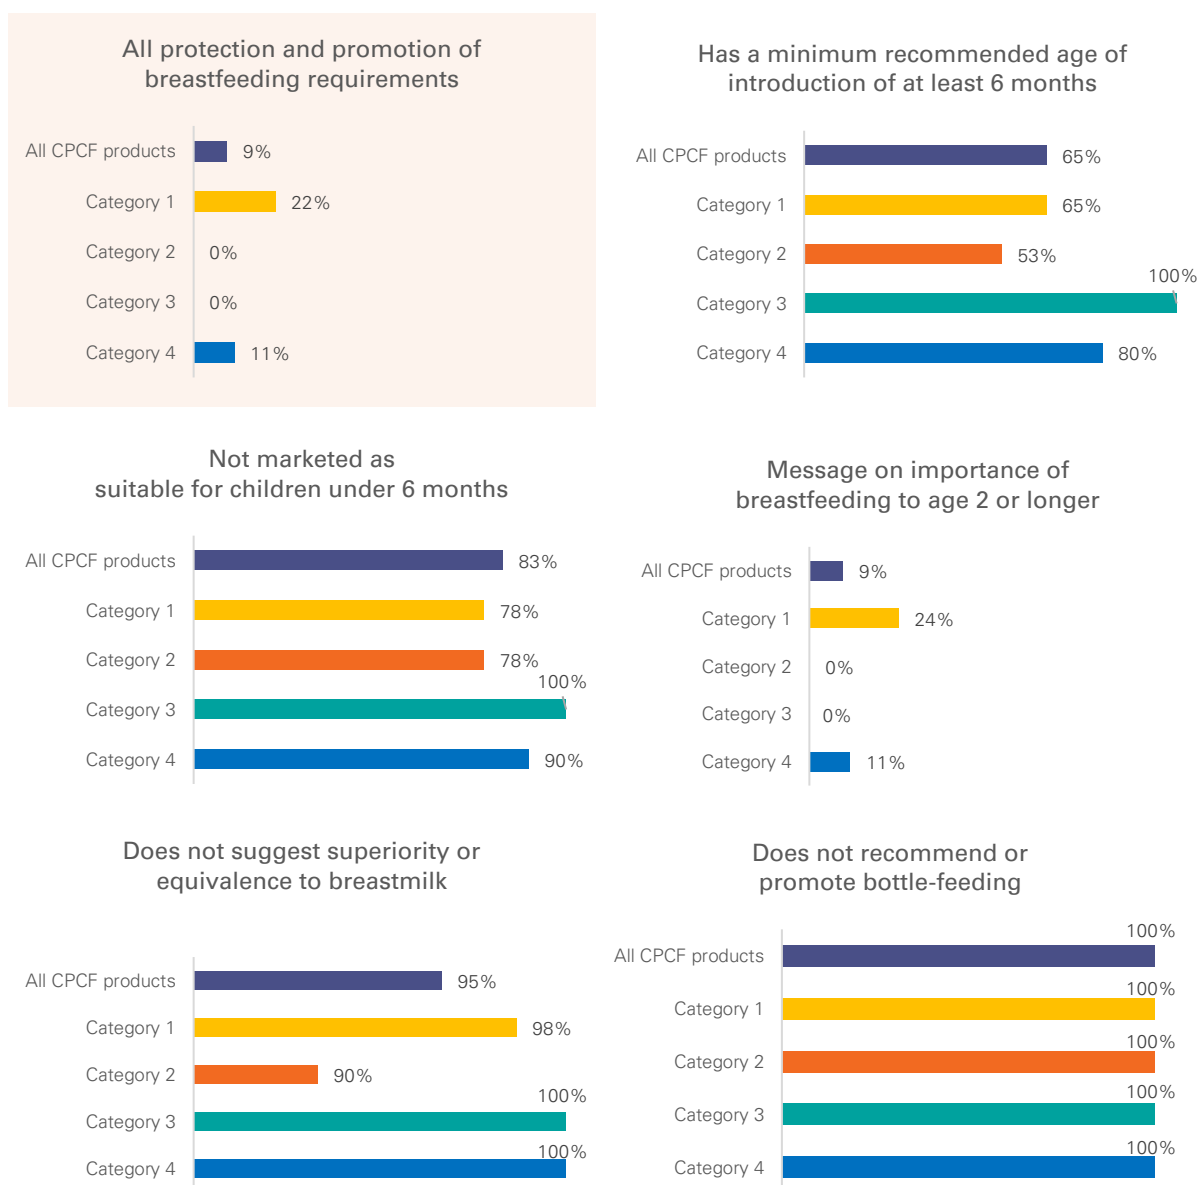 All protection and promotion of
breastfeeding requirements
All CPCF products 9%
Category 1 22%
Category 2 0%
Category 3 0%
Category 4 11%
Has a minimum recommended age of
introduction of at least 6 months
All CPCF products 65%
Category 1 65%
Category 2 53%
100%
Category 3
Category 4 80%
Not marketed as
suitable for children under 6 months
All CPCF products 83%
Category 1 78%
Category 2 78%
100%
Category 3
Category 4 90%
Message on importance of
breastfeeding to age 2 or longer
All CPCF products 9%
Category 1 24%
Category 2 0%
Category 3 0%
Category 4 11%
Does not suggest superiority or
equivalence to breastmilk
All CPCF products 95%
Category 1 98%
Category 2 90%
100%
Category 3
100%
Category 4
Does not recommend or
promote bottle-feeding
100%
All CPCF products
100%
Category 1
100%
Category 2
100%
Category 3
100%
Category 4